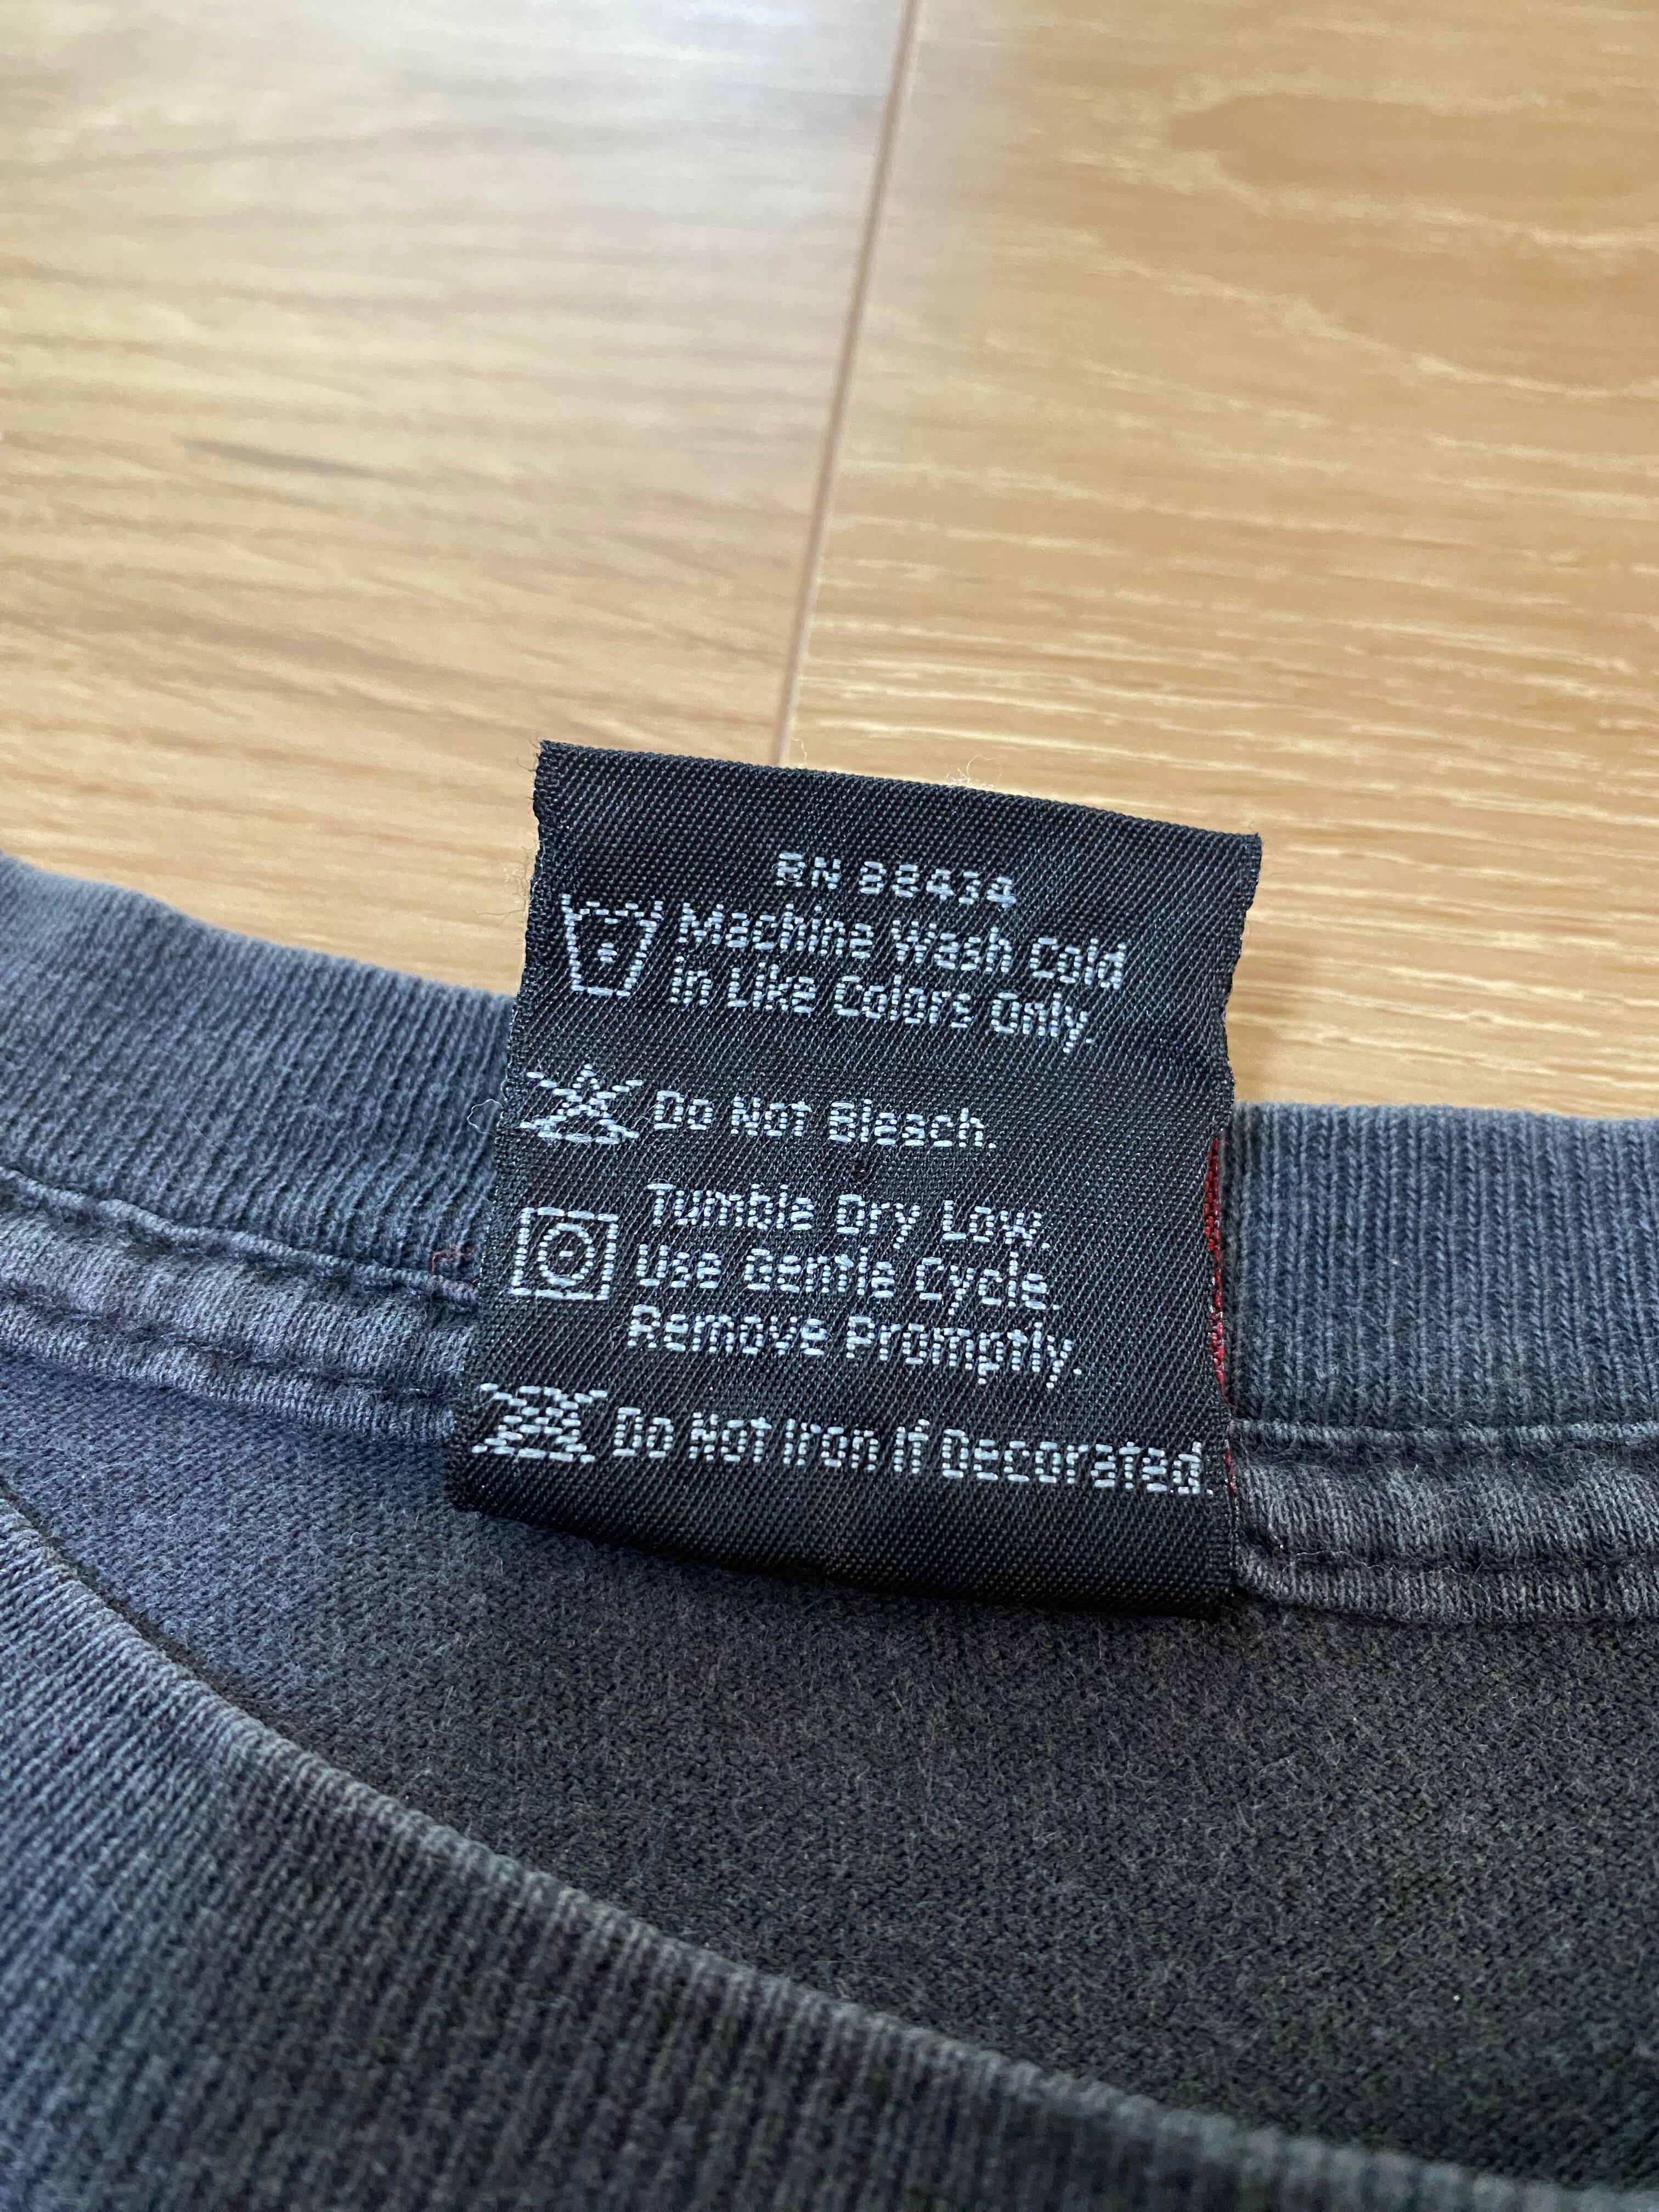 RN 88434
Machine Wash Cold
in Like Colors Only.
Do Not Bleach.
Tumble Dry Low.
Use Gentle Cycle.
Remove Promptly.
Do Not Iron If Decorated.